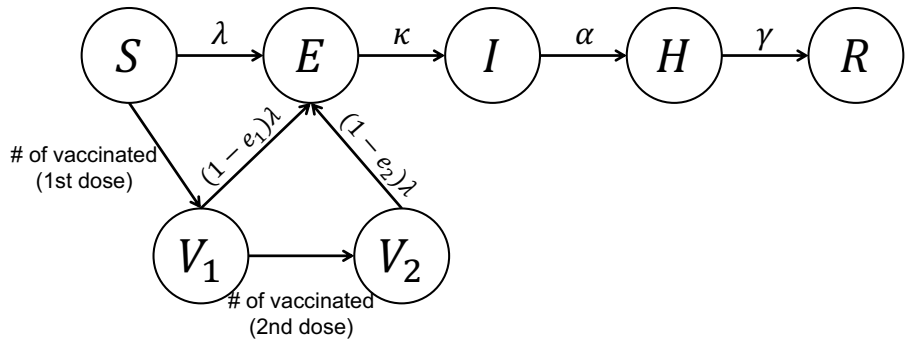 S λ E κ I α H γ R
# of vaccinated
(1st dose)
(1 − e₁)λ
(1 − e₂)λ
V₁
V₂
# of vaccinated
(2nd dose)